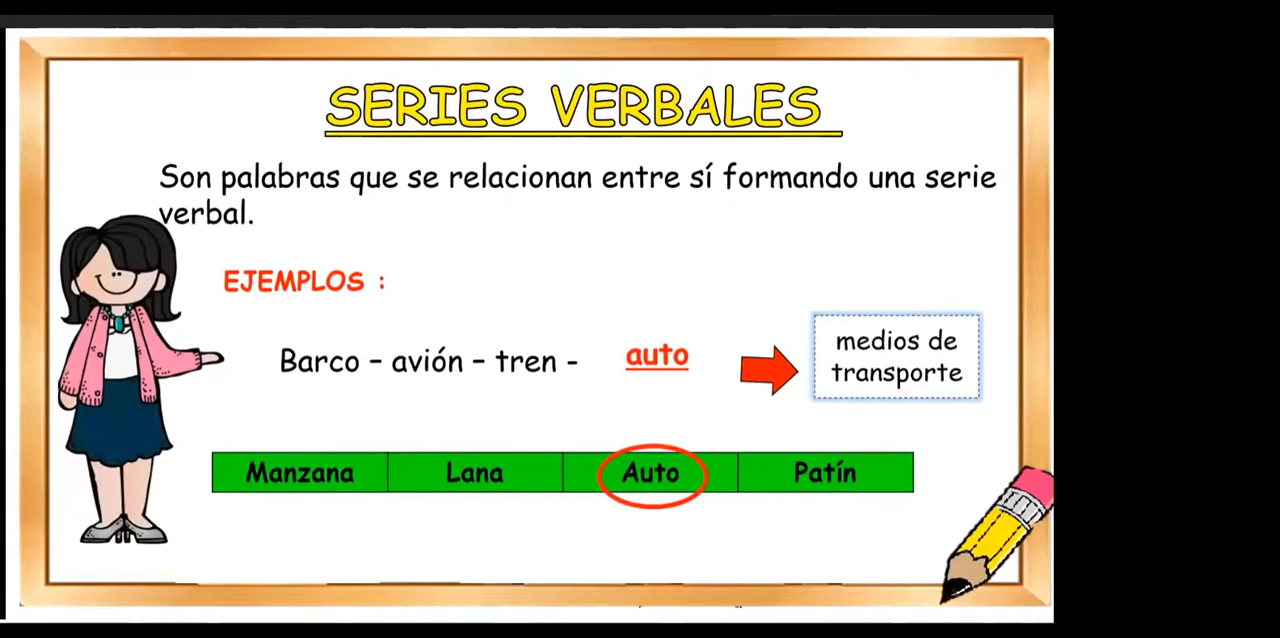 SERIES VERBALES
Son palabras que se relacionan entre sí formando una serie
verbal.
EJEMPLOS :
Barco – avión – tren - auto
medios de
transporte
Manzana Lana Auto Patín